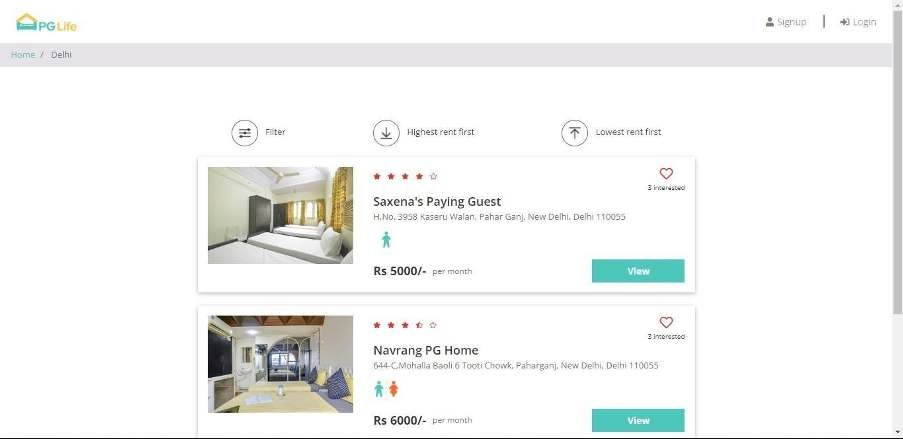 PG Life
Signup
Login
Home / Delhi
Filter
Highest rent first
Lowest rent first
3 interested
Saxena's Paying Guest
H.No. 3958 Kaseru Walan, Pahar Ganj, New Delhi, Delhi 110055
Rs 5000/- per month
View
3 interested
Navrang PG Home
644-C,Mohalla Baoli 6 Tooti Chowk, Paharganj, New Delhi, Delhi 110055
Rs 6000/- per month
View